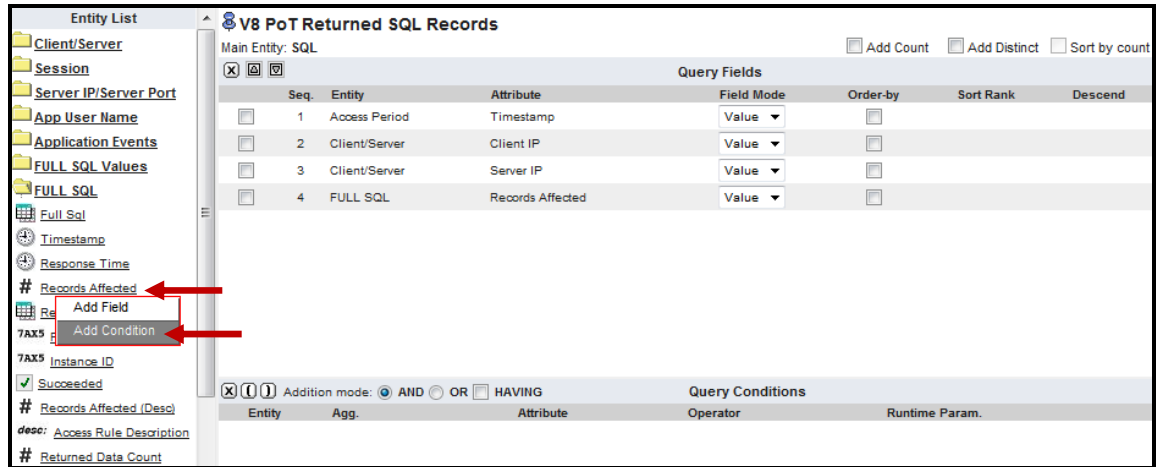 Entity List
Client/Server
Session
Server IP/Server Port
App User Name
Application Events
FULL SQL Values
FULL SQL
Full Sql
Timestamp
Response Time
# Records Affected
Re
Add Field
Add Condition
7AX5
7AX5 Instance ID
Succeeded
# Records Affected (Desc)
desc: Access Rule Description
# Returned Data Count
V8 PoT Returned SQL Records
Main Entity: SQL
Add Count Add Distinct Sort by count
Query Fields
Seq. Entity Attribute Field Mode Order-by Sort Rank Descend
1 Access Period Timestamp Value
2 Client/Server Client IP Value
3 Client/Server Server IP Value
4 FULL SQL Records Affected Value
X ( ) Addition mode: AND OR HAVING Query Conditions
Entity Agg. Attribute Operator Runtime Param.